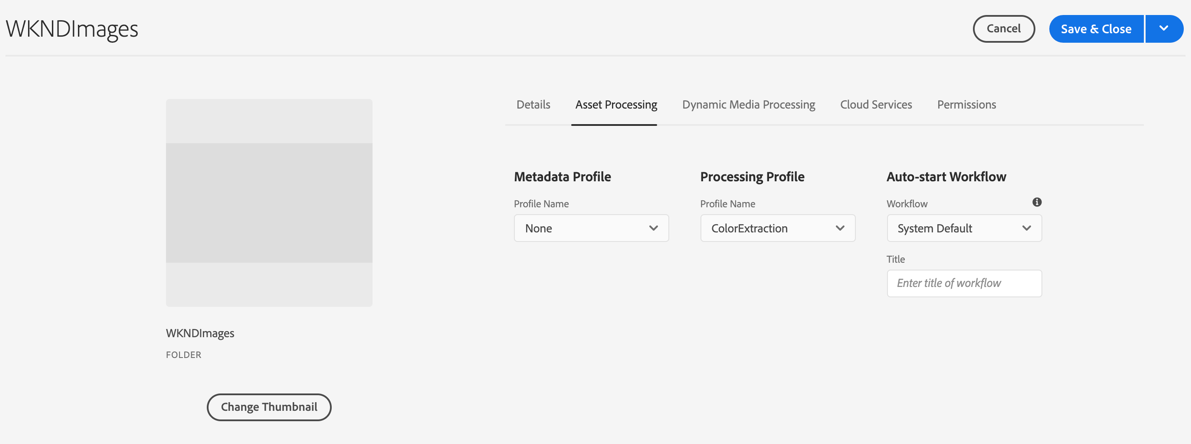 WKNDImages
Cancel
Save & Close
Details
Asset Processing
Dynamic Media Processing
Cloud Services
Permissions
Metadata Profile
Profile Name
None
Processing Profile
Profile Name
ColorExtraction
Auto-start Workflow
Workflow
System Default
Title
Enter title of workflow
WKNDImages
FOLDER
Change Thumbnail